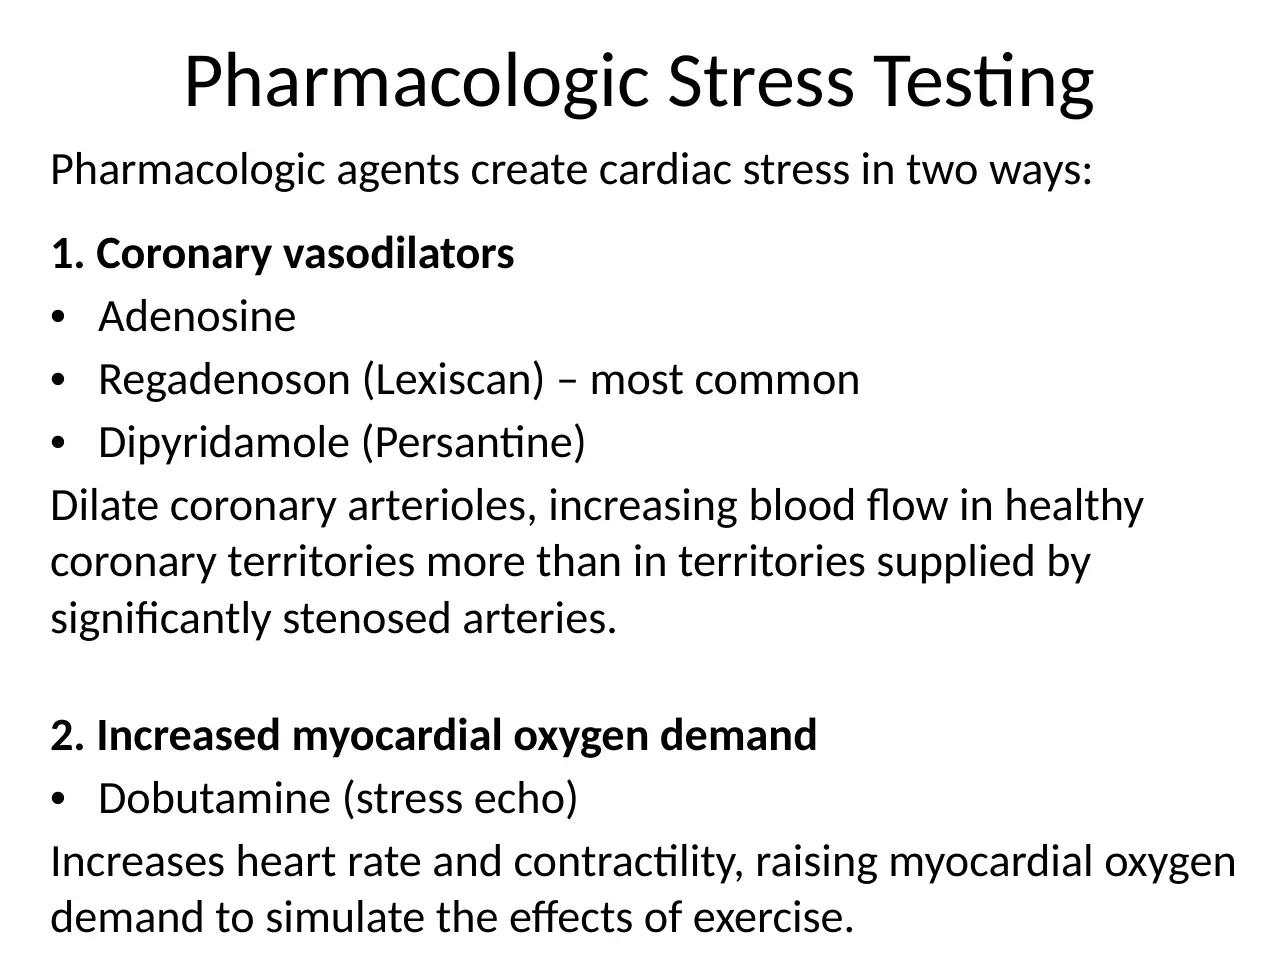 Pharmacologic Stress Testing
Pharmacologic agents create cardiac stress in two ways:
1. Coronary vasodilators
• Adenosine
• Regadenoson (Lexiscan) – most common
• Dipyridamole (Persantine)
Dilate coronary arterioles, increasing blood flow in healthy
coronary territories more than in territories supplied by
significantly stenosed arteries.
2. Increased myocardial oxygen demand
• Dobutamine (stress echo)
Increases heart rate and contractility, raising myocardial oxygen
demand to simulate the effects of exercise.